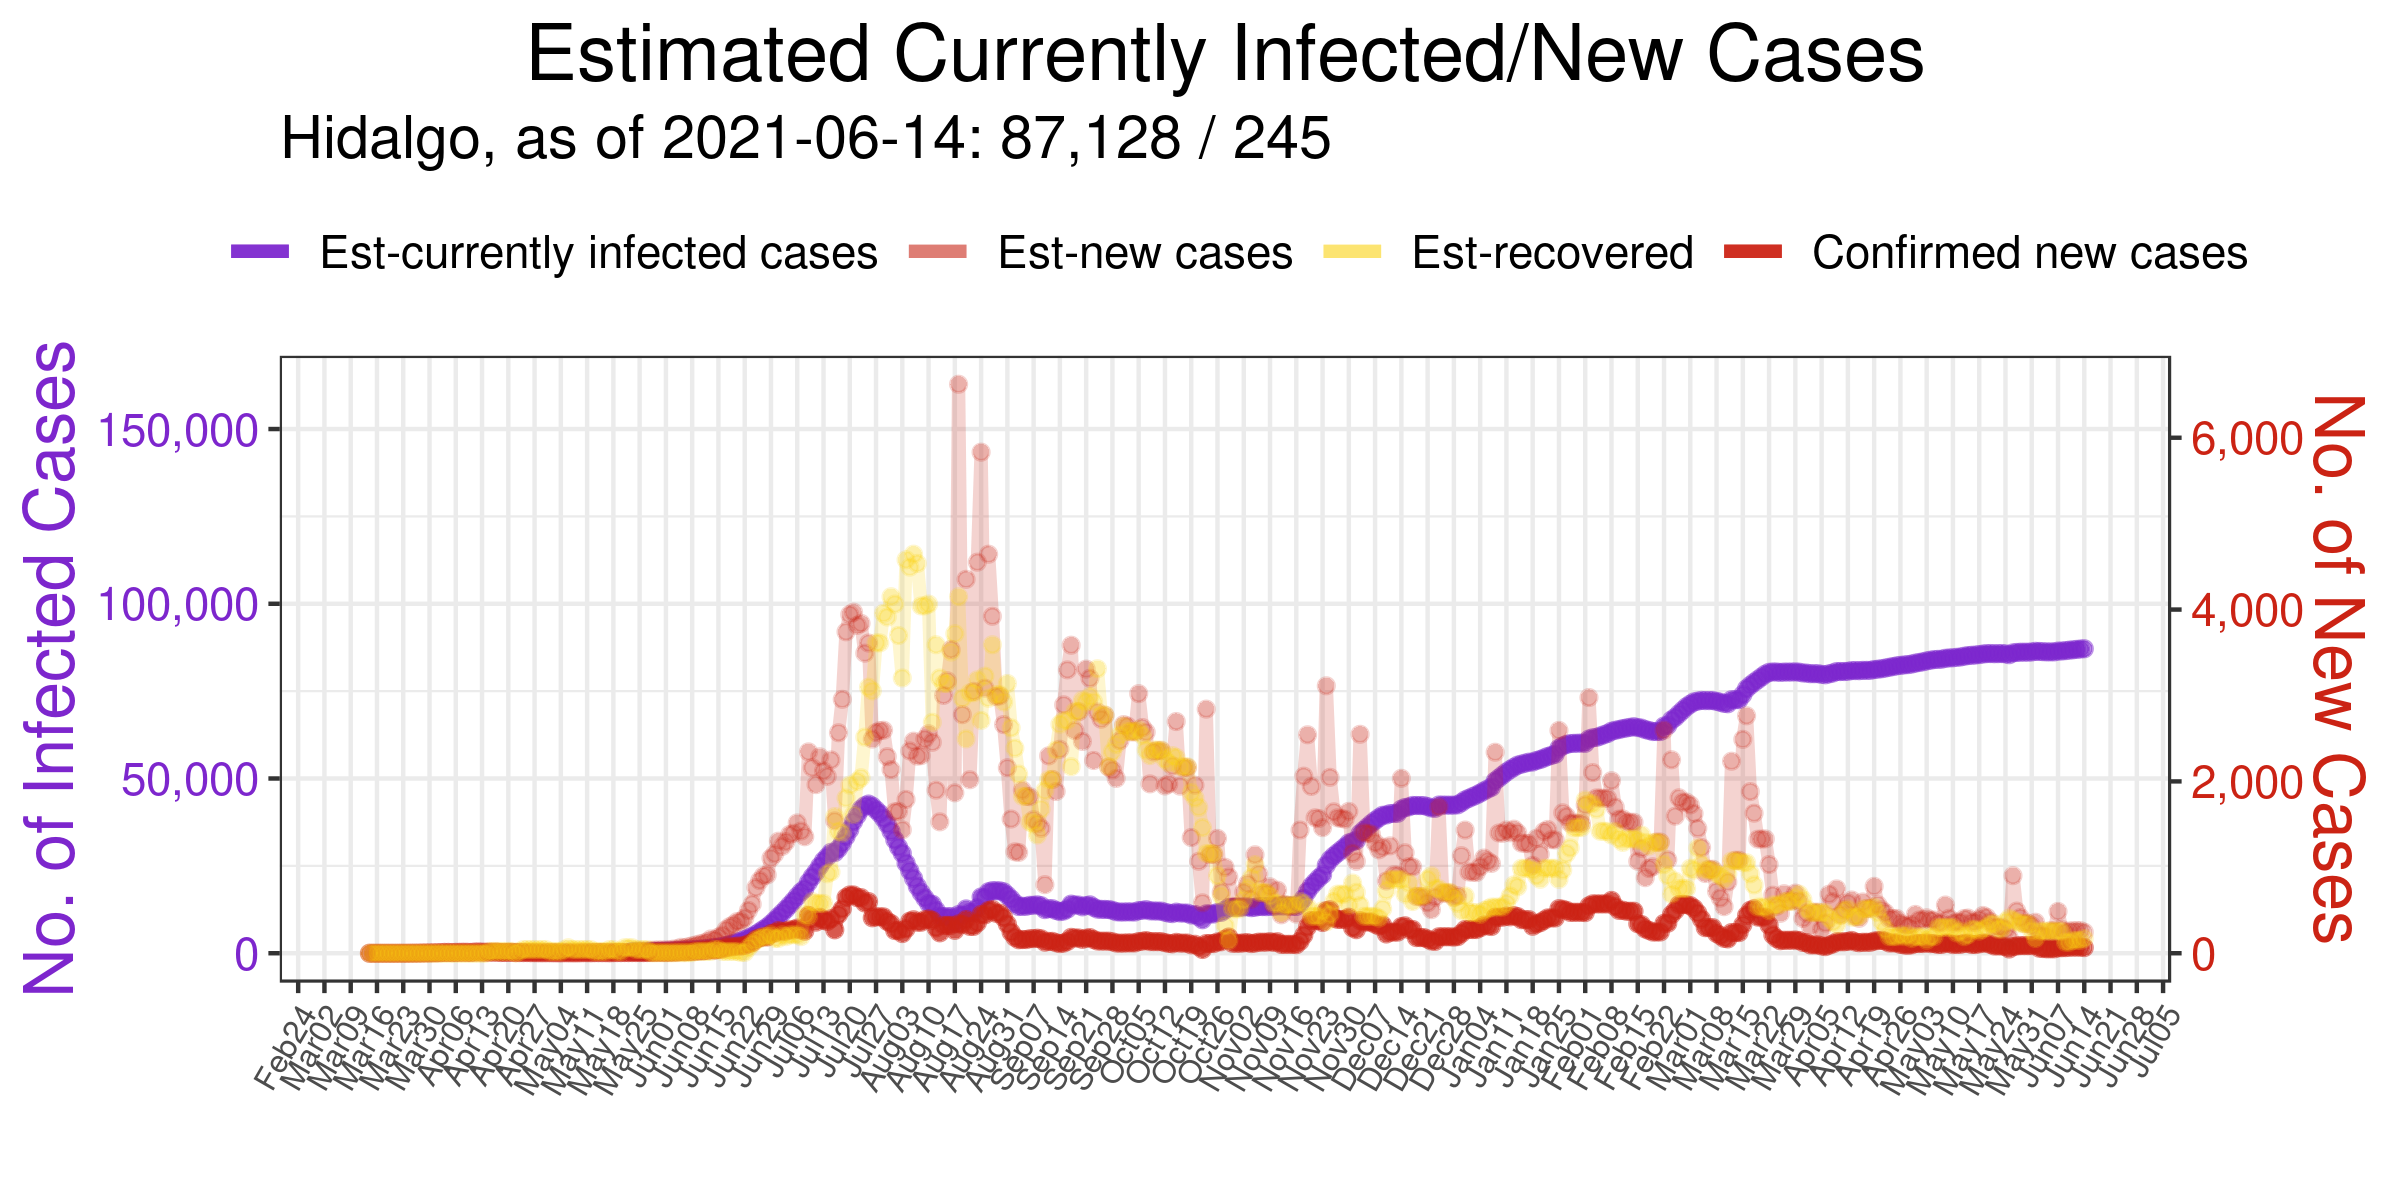 Estimated Currently Infected/New Cases
Hidalgo, as of 2021-06-14: 87,128 / 245
Est-currently infected cases Est-new cases Est-recovered Confirmed new cases
No. of Infected Cases
150,000
100,000
50,000
0
6,000
4,000
2,000
0
No. of New Cases
Feb24 Mar02 Mar09 Mar16 Mar23 Mar30 Apr06 Apr13 Apr20 Apr27 May04 May11 May18 May25 Jun01 Jun08 Jun15 Jun22 Jun29 Jul06 Jul13 Jul20 Jul27 Aug03 Aug10 Aug17 Aug24 Aug31 Sep07 Sep14 Sep21 Sep28 Oct05 Oct12 Oct19 Oct26 Nov02 Nov09 Nov16 Nov23 Nov30 Dec07 Dec14 Dec21 Dec28 Jan04 Jan11 Jan18 Jan25 Feb01 Feb08 Feb15 Feb22 Mar01 Mar08 Mar15 Mar22 Mar29 Apr05 Apr12 Apr19 Apr26 May03 May10 May17 May24 May31 Jun07 Jun14 Jun21 Jun28 Jul05